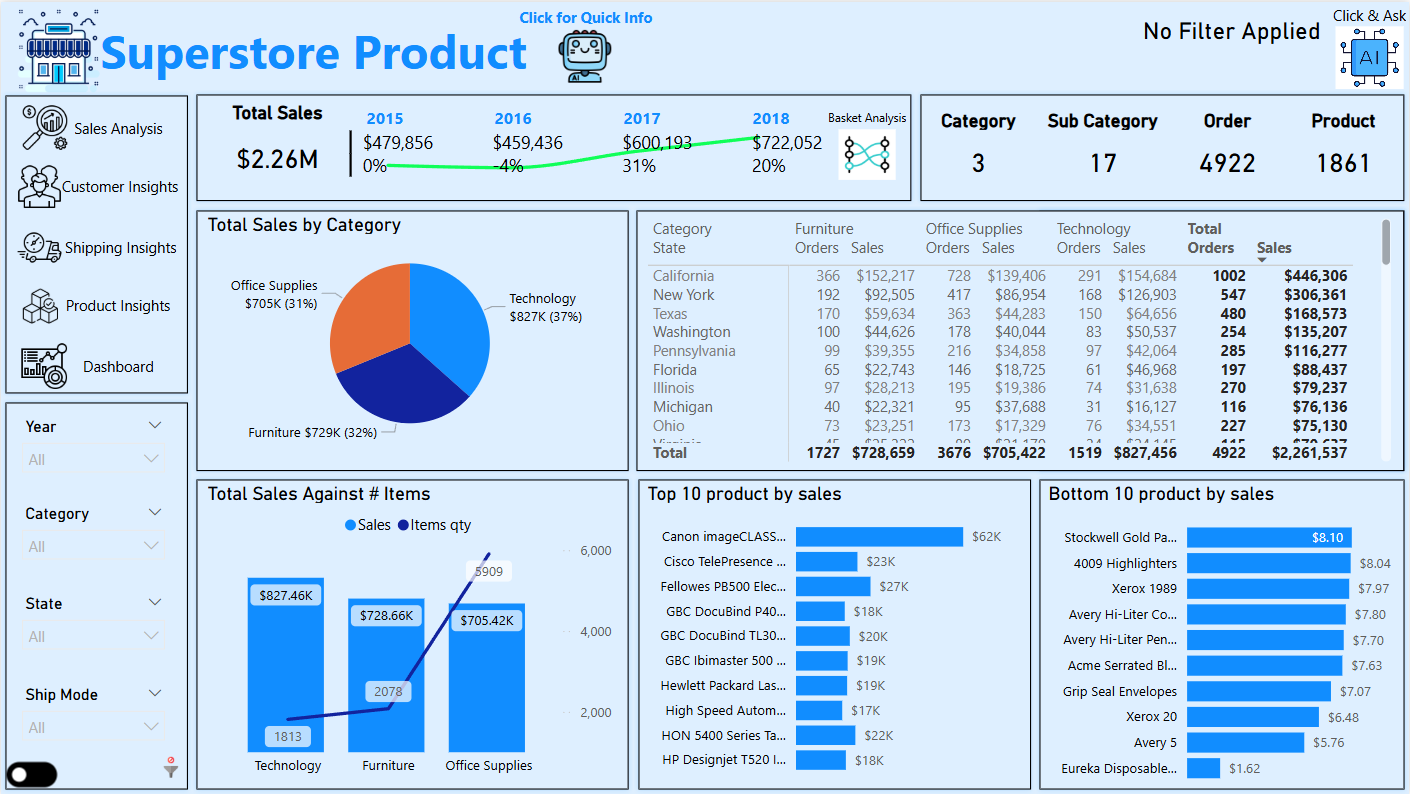 Click for Quick Info
Superstore Product
AI
No Filter Applied
Click & Ask
AI
Sales Analysis
Customer Insights
Shipping Insights
Product Insights
Dashboard
Year
All
Category
All
State
All
Ship Mode
All
Total Sales
$2.26M
2015 2016 2017 2018
$479,856 $459,436 $600,193 $722,052
0% -4% 31% 20%
Basket Analysis
Category Sub Category Order Product
3 17 4922 1861
Total Sales by Category
Office Supplies
$705K (31%)
Technology
$827K (37%)
Furniture $729K (32%)
Category Furniture Office Supplies Technology Total
State Orders Sales Orders Sales Orders Sales Orders Sales
California 366 $152,217 728 $139,406 291 $154,684 1002 $446,306
New York 192 $92,505 417 $86,954 168 $126,903 547 $306,361
Texas 170 $59,634 363 $44,283 150 $64,656 480 $168,573
Washington 100 $44,626 178 $40,044 83 $50,537 254 $135,207
Pennsylvania 99 $39,355 216 $34,858 97 $42,064 285 $116,277
Florida 65 $22,743 146 $18,725 61 $46,968 197 $88,437
Illinois 97 $28,213 195 $19,386 74 $31,638 270 $79,237
Michigan 40 $22,321 95 $37,688 31 $16,127 116 $76,136
Ohio 73 $23,251 173 $17,329 76 $34,551 227 $75,130
Total 1727 $728,659 3676 $705,422 1519 $827,456 4922 $2,261,537
Total Sales Against # Items
Sales Items qty
6,000
4,000
2,000
$827.46K
$728.66K
$705.42K
5909
2078
1813
Technology Furniture Office Supplies
Top 10 product by sales
Canon imageCLASS... $62K
Cisco TelePresence ... $23K
Fellowes PB500 Elec... $27K
GBC DocuBind P40... $18K
GBC DocuBind TL30... $20K
GBC Ibimaster 500 ... $19K
Hewlett Packard Las... $19K
High Speed Autom... $17K
HON 5400 Series Ta... $22K
HP Designjet T520 I... $18K
Bottom 10 product by sales
Stockwell Gold Pa... $8.10
4009 Highlighters $8.04
Xerox 1989 $7.97
Avery Hi-Liter Co... $7.80
Avery Hi-Liter Pen... $7.70
Acme Serrated Bl... $7.63
Grip Seal Envelopes $7.07
Xerox 20 $6.48
Avery 5 $5.76
Eureka Disposable... $1.62